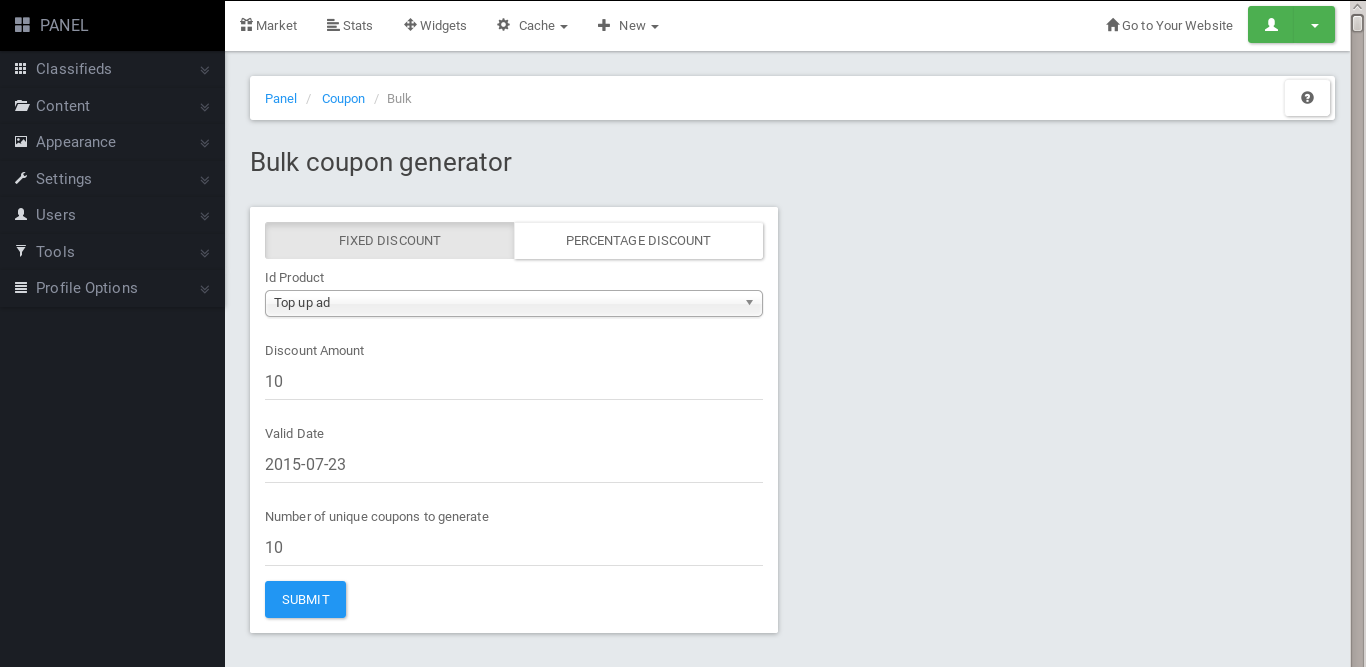 PANEL
Market Stats Widgets Cache New Go to Your Website
Classifieds
Content
Appearance
Settings
Users
Tools
Profile Options
Panel / Coupon / Bulk
Bulk coupon generator
FIXED DISCOUNT PERCENTAGE DISCOUNT
Id Product
Top up ad
Discount Amount
10
Valid Date
2015-07-23
Number of unique coupons to generate
10
SUBMIT